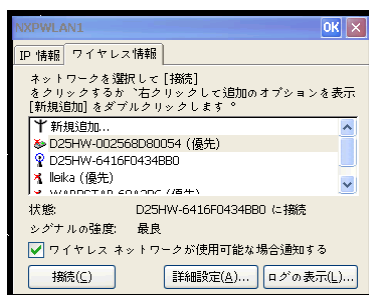 NXPWLAN1 OK
IP 情報 ワイヤレス情報
ネットワークを選択して [接続]
をクリックするか、右クリックして追加のオプションを表示
[新規追加] をダブルクリックします。
新規追加...
D25HW-002568D80054 (優先)
D25HW-6416F0434BB0
lleika (優先)
状態: D25HW-6416F0434BB0 に接続
シグナルの強度: 最良
ワイヤレス ネットワークが使用可能な場合通知する
接続(C) 詳細設定(A)... ログの表示(L)...